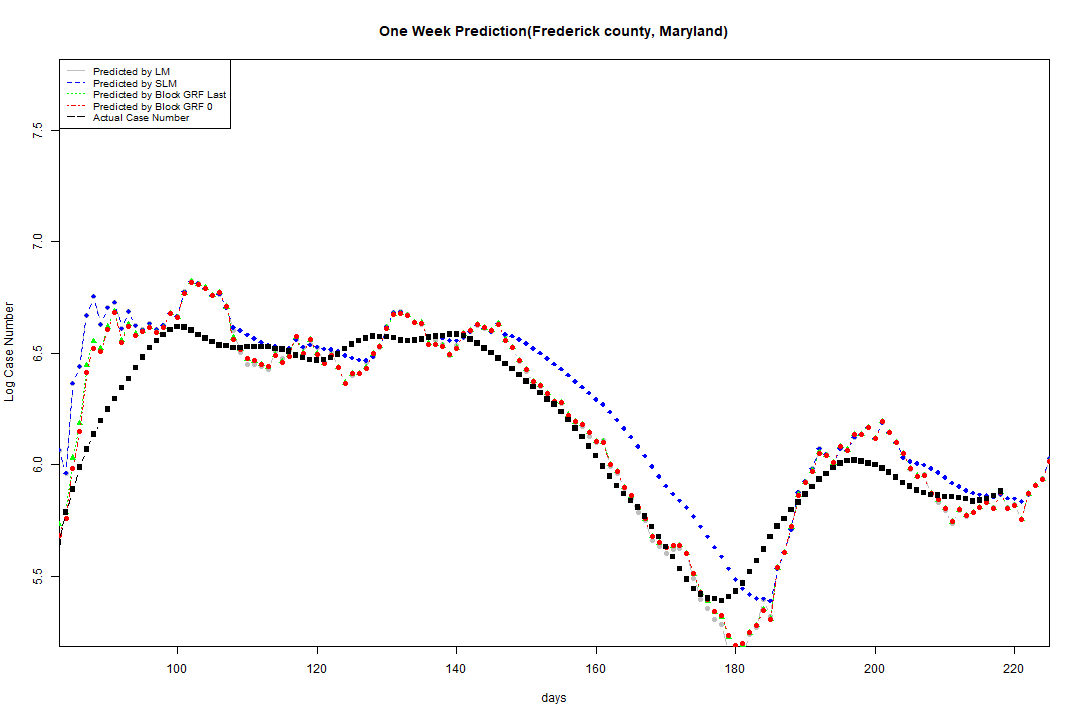 One Week Prediction(Frederick county, Maryland)
Predicted by LM
Predicted by SLM
Predicted by Block GRF Last
Predicted by Block GRF 0
Actual Case Number
7.5
7.0
6.5
6.0
5.5
Log Case Number
100 120 140 160 180 200 220
days